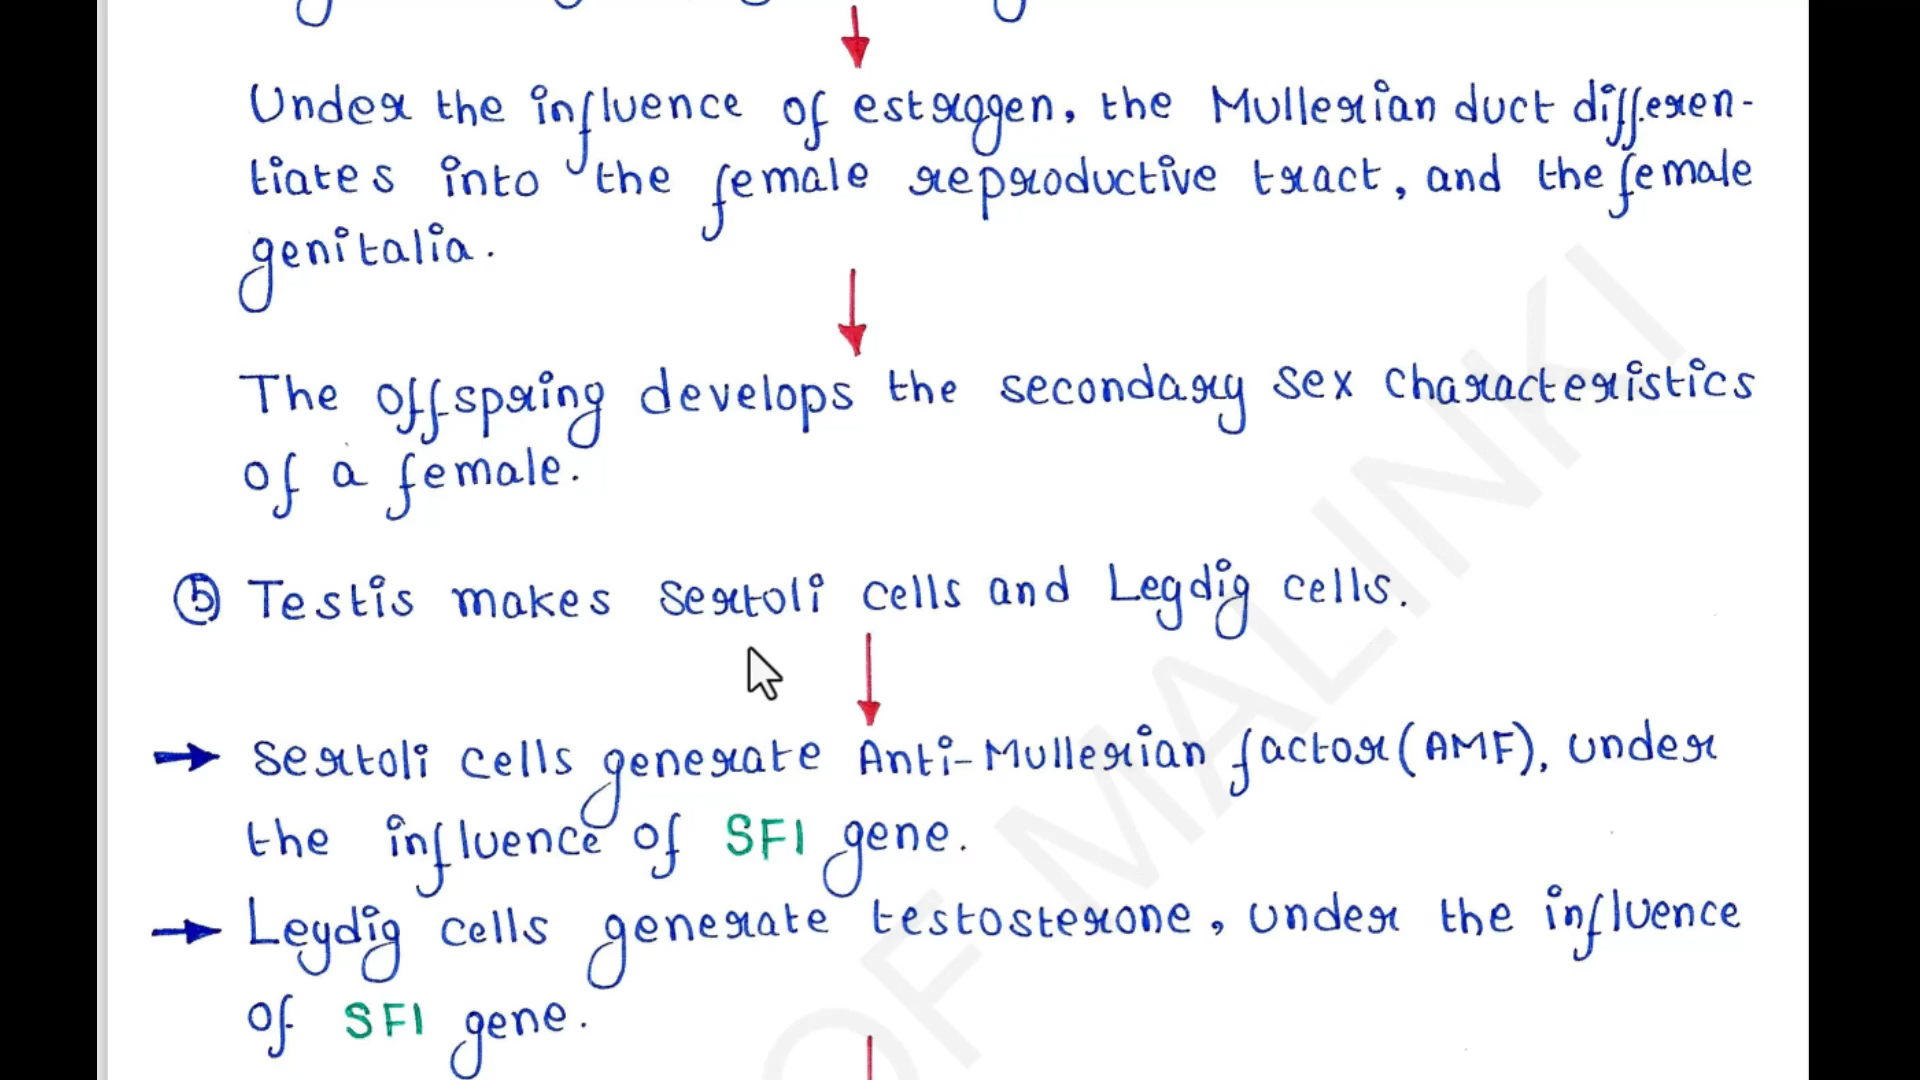 Under the influence of estrogen, the Mullerian duct differen-
tiates into the female reproductive tract, and the female
genitalia.
The offspring develops the secondary sex characteristics
of a female.
⑤ Testis makes Sertoli cells and Leydig cells.
→ Sertoli cells generate Anti-Mullerian factor (AMF), under
the influence of SF1 gene.
→ Leydig cells generate testosterone, under the influence
of SF1 gene.
OF MALINKI